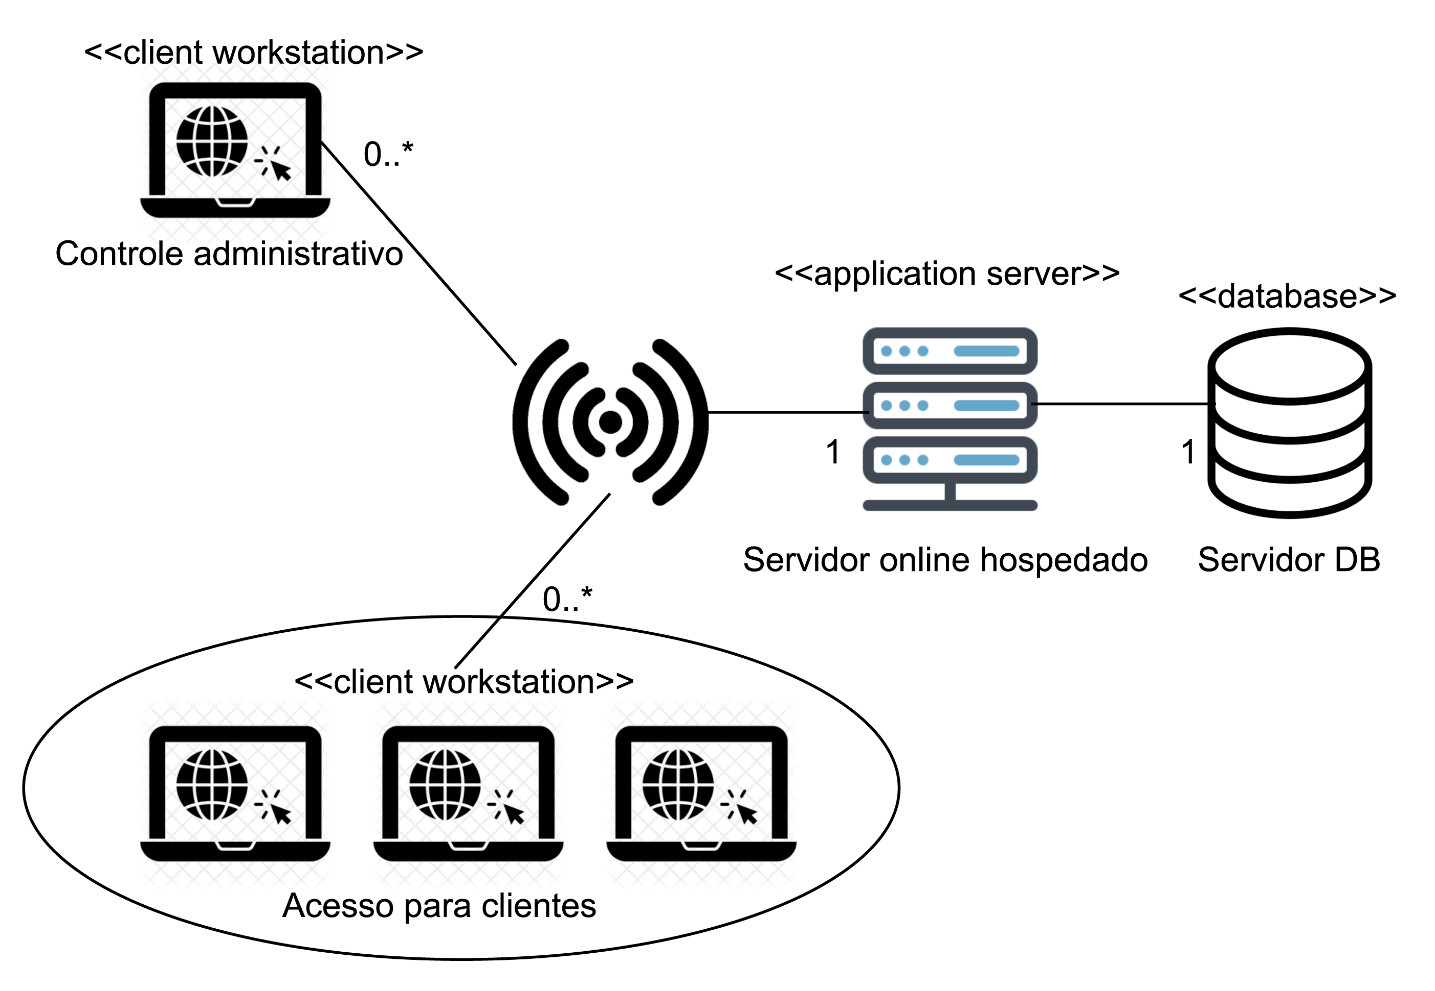 <<client workstation>>
0..*
Controle administrativo
<<application server>>
<<database>>
1
1
Servidor online hospedado
Servidor DB
0..*
<<client workstation>>
Acesso para clientes